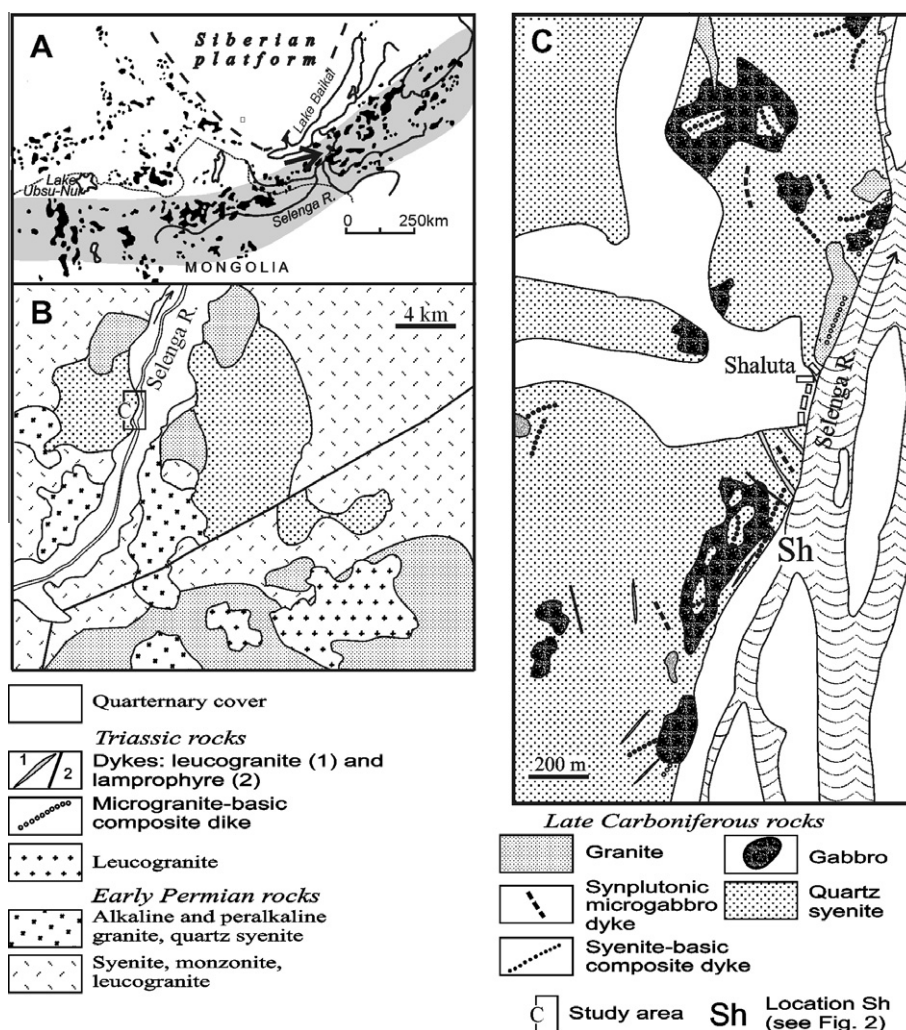 A
Siberian
platform
Lake Baikal
Lake
Ubsu-Nur
Selenga R.
0 250km
MONGOLIA
B
4 km
Selenga R.
C
C
Shaluta
Selenga R.
Sh
200 m
Quarternary cover
Triassic rocks
1 2
Dykes: leucogranite (1) and
lamprophyre (2)
Microgranite-basic
composite dike
Leucogranite
Early Permian rocks
Alkaline and peralkaline
granite, quartz syenite
Syenite, monzonite,
leucogranite
Late Carboniferous rocks
Granite
Gabbro
Synplutonic
microgabbro
dyke
Quartz
syenite
Syenite-basic
composite dyke
C Study area
Sh Location Sh
(see Fig. 2)